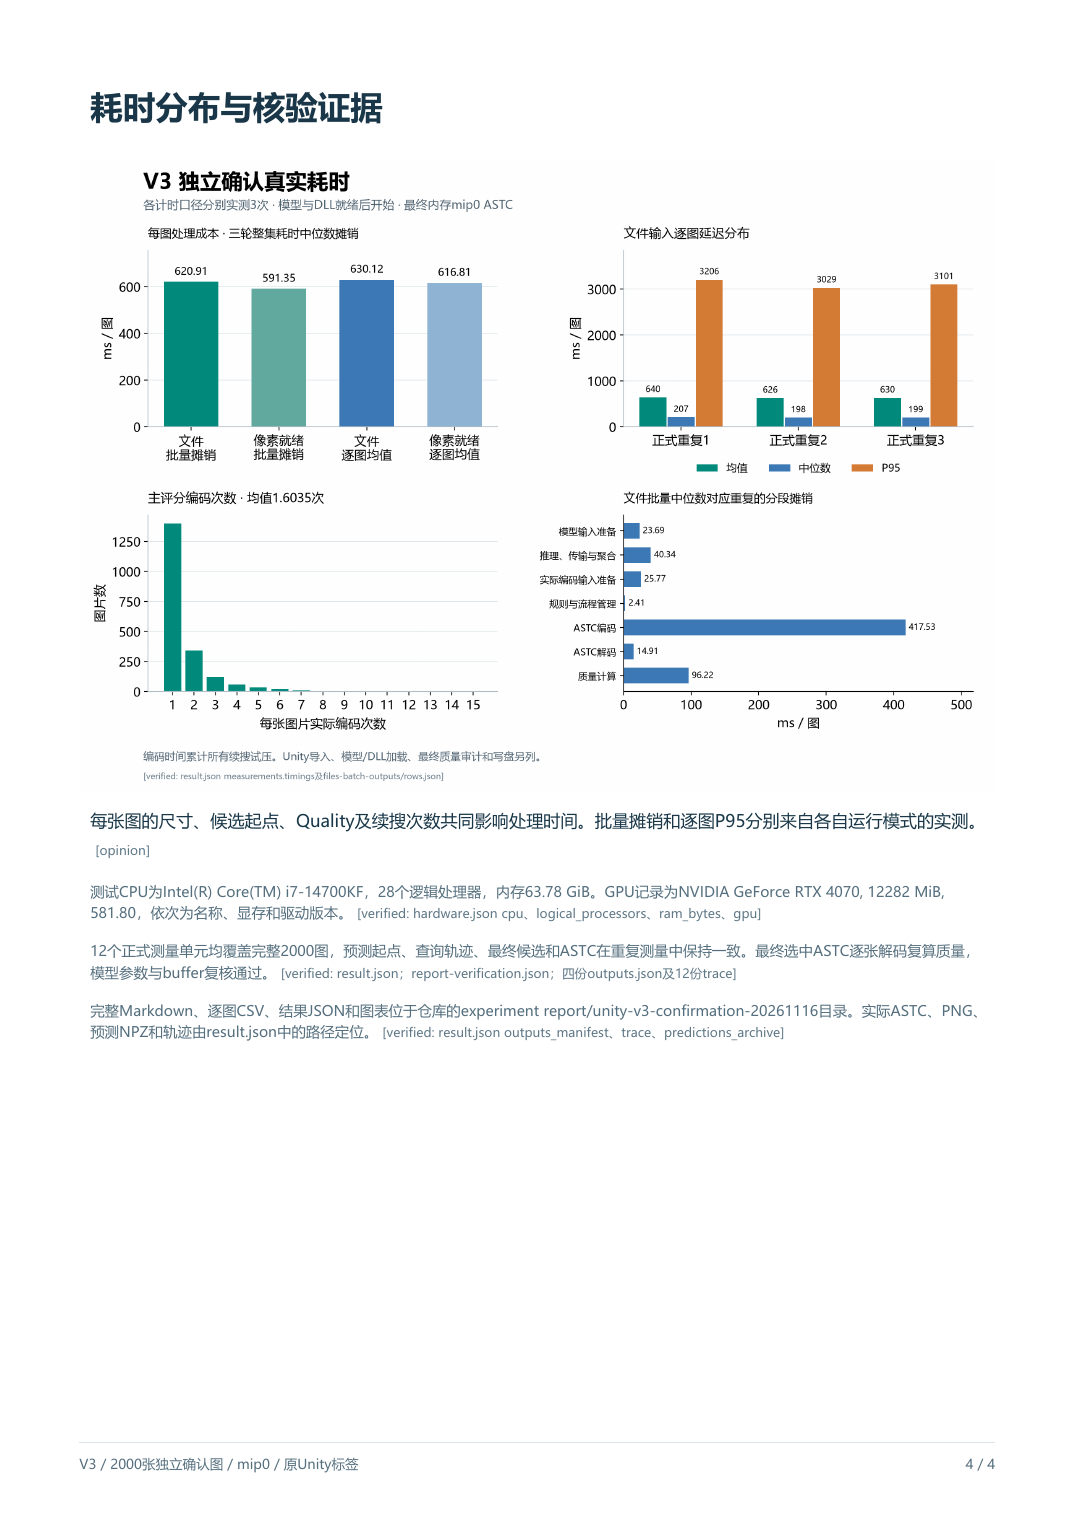 耗时分布与核验证据
V3 独立确认真实耗时
各计时口径分别实测3次 · 模型与DLL就绪后开始 · 最终内存mip0 ASTC
每图处理成本 · 三轮整集耗时中位数摊销
620.91
591.35
630.12
616.81
600
400
200
0
ms / 图
文件
批量摊销
像素就绪
批量摊销
文件
逐图均值
像素就绪
逐图均值
文件输入逐图延迟分布
3206
3029
3101
3000
2000
1000
0
ms / 图
640
207
626
198
630
199
正式重复1
正式重复2
正式重复3
均值
中位数
P95
主评分编码次数 · 均值1.6035次
1250
1000
750
500
250
0
图片数
1 2 3 4 5 6 7 8 9 10 11 12 13 14 15
每张图片实际编码次数
文件批量中位数对应重复的分段摊销
模型输入准备 23.69
推理、传输与聚合 40.34
实际编码输入准备 25.77
规则与流程管理 2.41
ASTC编码 417.53
ASTC解码 14.91
质量计算 96.22
0 100 200 300 400 500
ms / 图
编码时间累计所有续搜试压。Unity导入、模型/DLL加载、最终质量审计和写盘另列。
[verified: result.json measurements.timings及files-batch-outputs/rows.json]
每张图的尺寸、候选起点、Quality及续搜次数共同影响处理时间。批量摊销和逐图P95分别来自各自运行模式的实测。
[opinion]
测试CPU为Intel(R) Core(TM) i7-14700KF，28个逻辑处理器，内存63.78 GiB。GPU记录为NVIDIA GeForce RTX 4070, 12282 MiB,
581.80，依次为名称、显存和驱动版本。 [verified: hardware.json cpu、logical_processors、ram_bytes、gpu]
12个正式测量单元均覆盖完整2000图，预测起点、查询轨迹、最终候选和ASTC在重复测量中保持一致。最终选中ASTC逐张解码复算质量，
模型参数与buffer复核通过。 [verified: result.json；report-verification.json；四份outputs.json及12份trace]
完整Markdown、逐图CSV、结果JSON和图表位于仓库的experiment report/unity-v3-confirmation-20261116目录。实际ASTC、PNG、
预测NPZ和轨迹由result.json中的路径定位。 [verified: result.json outputs_manifest、trace、predictions_archive]
V3 / 2000张独立确认图 / mip0 / 原Unity标签
4 / 4